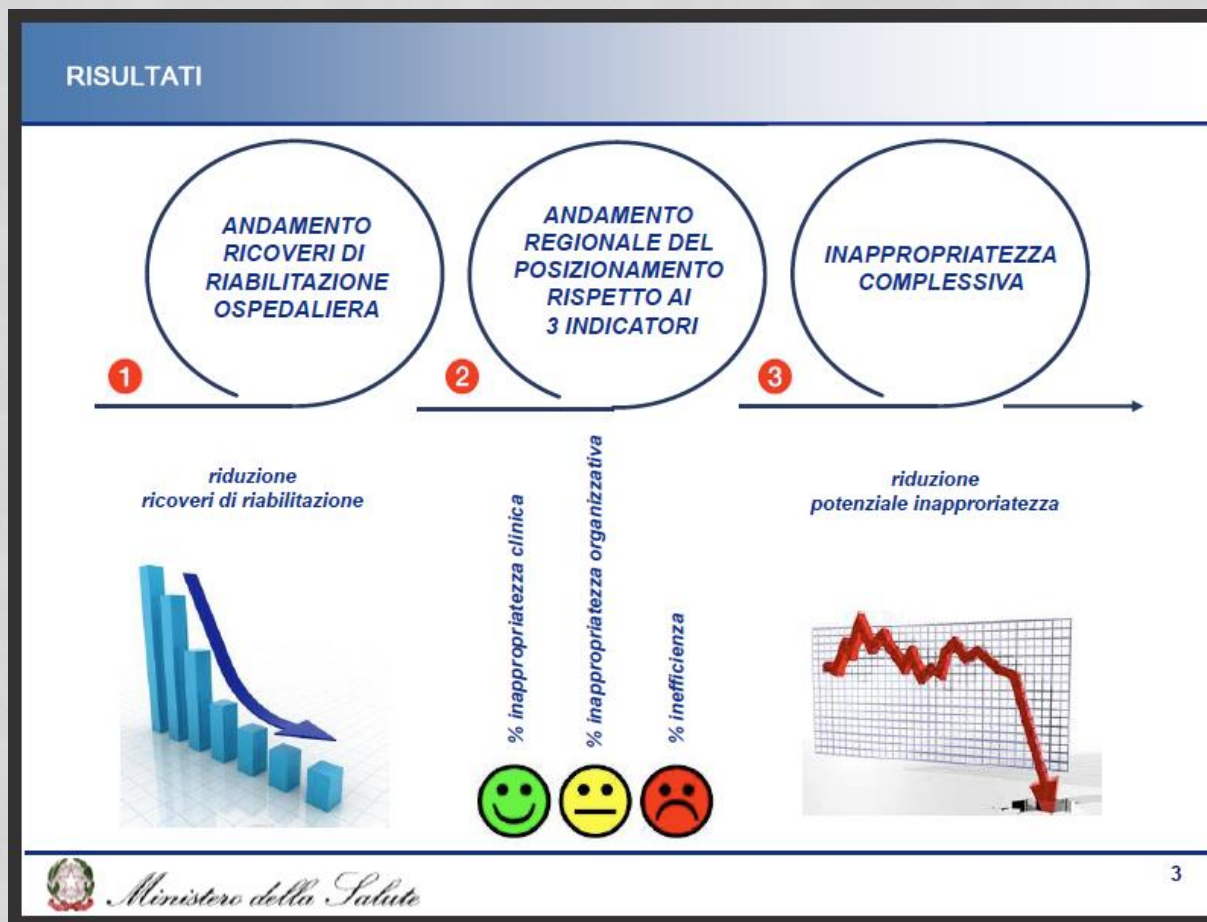 RISULTATI
ANDAMENTO
RICOVERI DI
RIABILITAZIONE
OSPEDALIERA
1
ANDAMENTO
REGIONALE DEL
POSIZIONAMENTO
RISPETTO AI
3 INDICATORI
2
INAPPROPRIATEZZA
COMPLESSIVA
3
riduzione
ricoveri di riabilitazione
% inappropriatezza clinica
% inappropriatezza organizzativa
% inefficienza
riduzione
potenziale inapproriatezza
Ministero della Salute
3